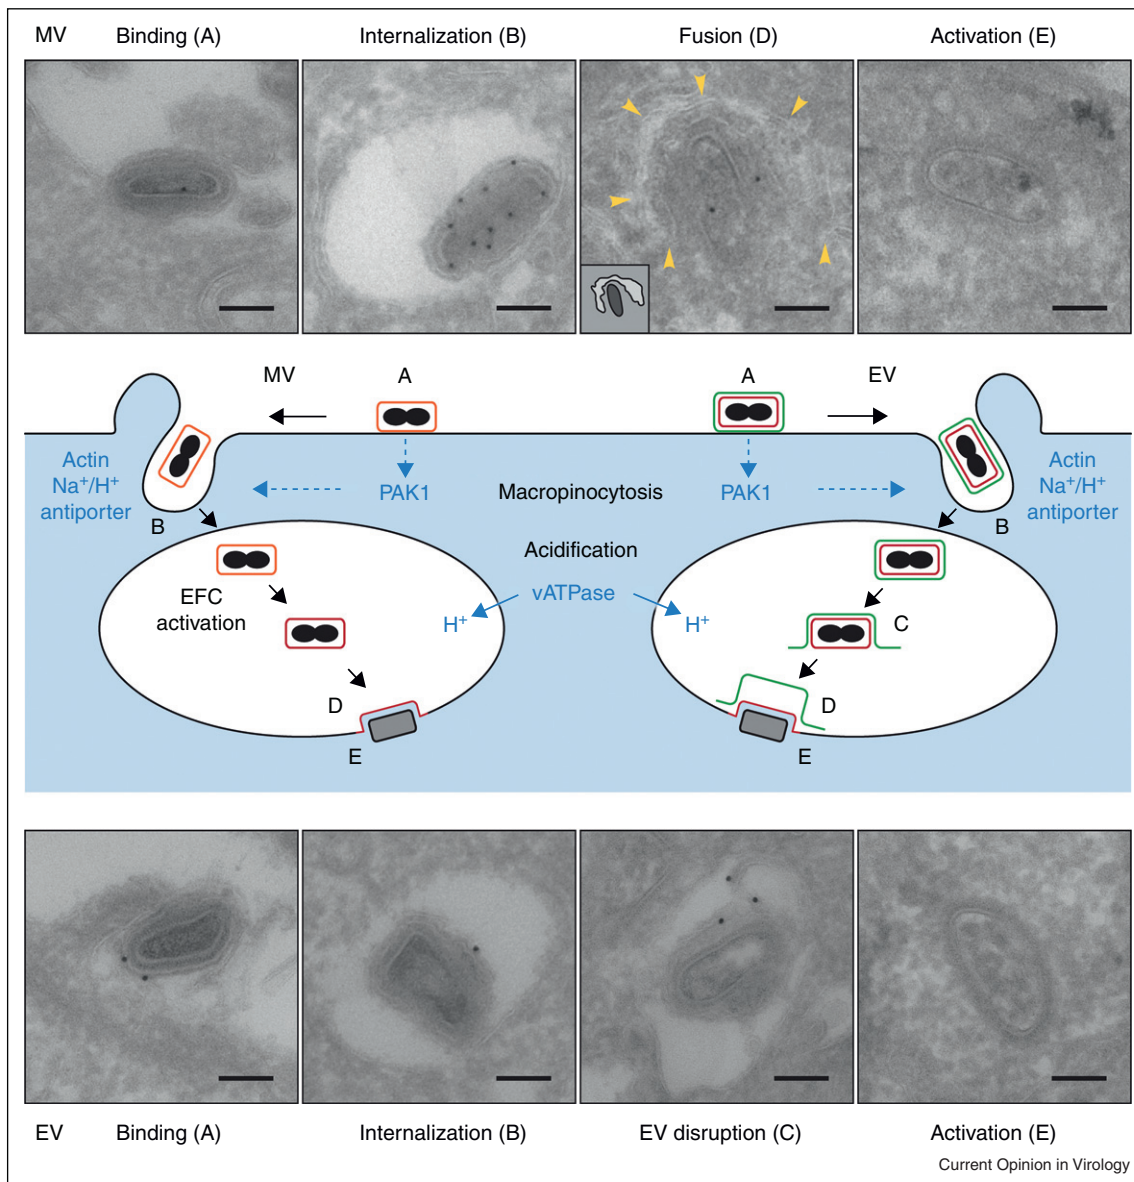 MV Binding (A) Internalization (B) Fusion (D) Activation (E)
MV A A EV
Actin
Na⁺/H⁺
antiporter
B
PAK1 Macropinocytosis PAK1
Actin
Na⁺/H⁺
antiporter
B
Acidification
EFC
activation
vATPase
H⁺ H⁺
C
D D
E E
EV Binding (A) Internalization (B) EV disruption (C) Activation (E)
Current Opinion in Virology